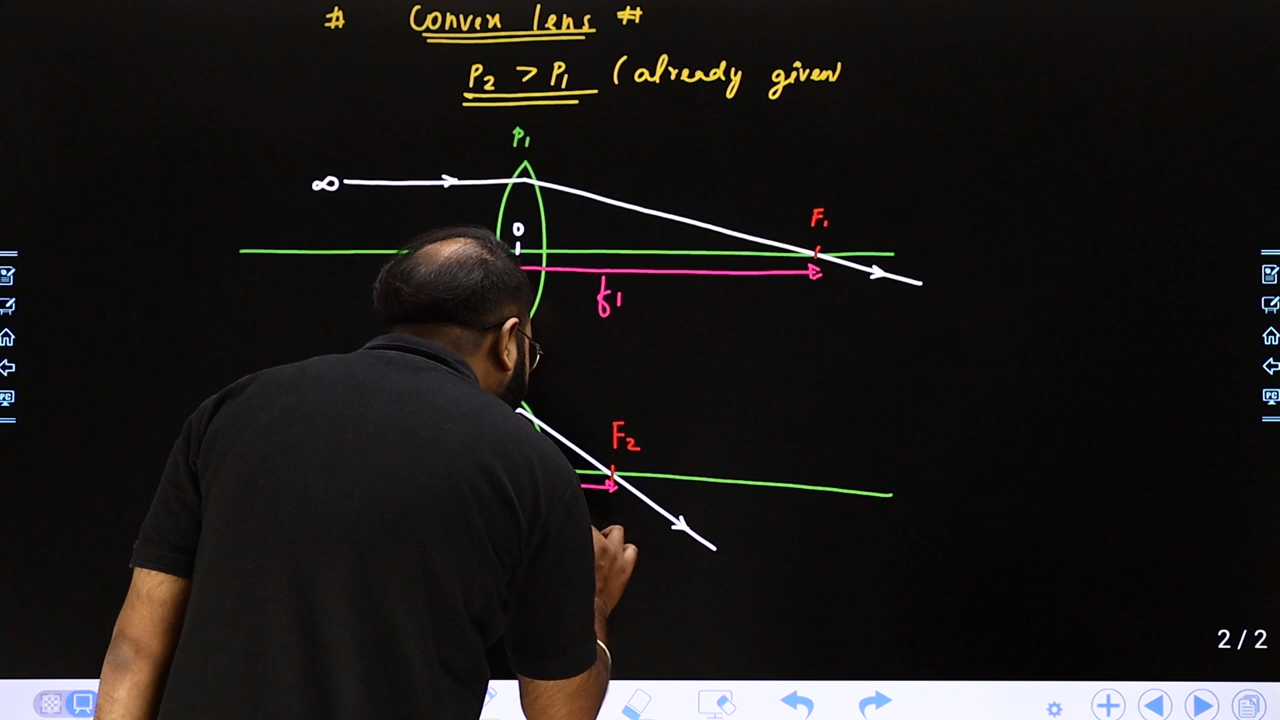 # Convex lens #
P2 > P1 (already given
P1
∞
F1
O
f1
F2
2/2